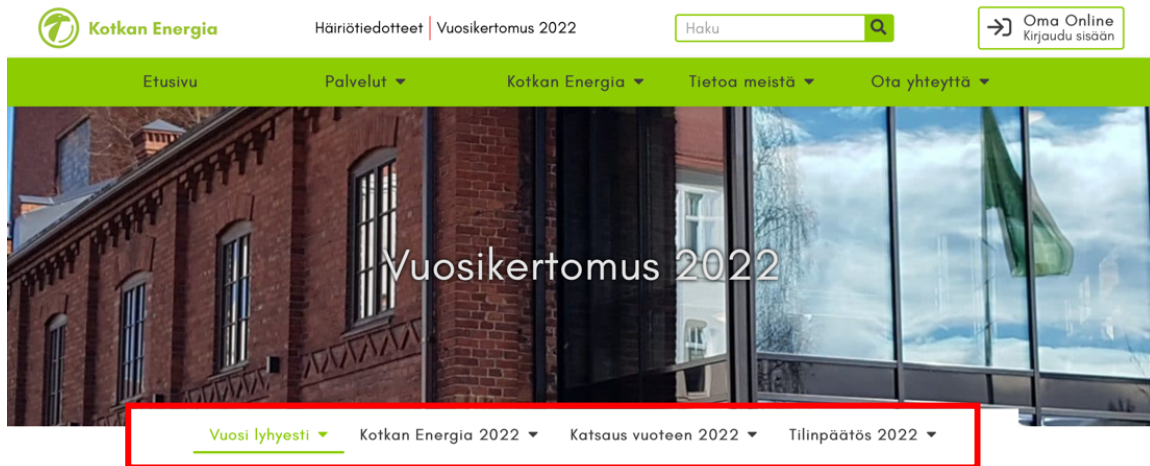 Kotkan Energia
Häiriötiedotteet | Vuosikertomus 2022
Haku
Oma Online
Kirjaudu sisään
Etusivu Palvelut Kotkan Energia Tietoa meistä Ota yhteyttä
Vuosikertomus 2022
Vuosi lyhyesti Kotkan Energia 2022 Katsaus vuoteen 2022 Tilinpäätös 2022